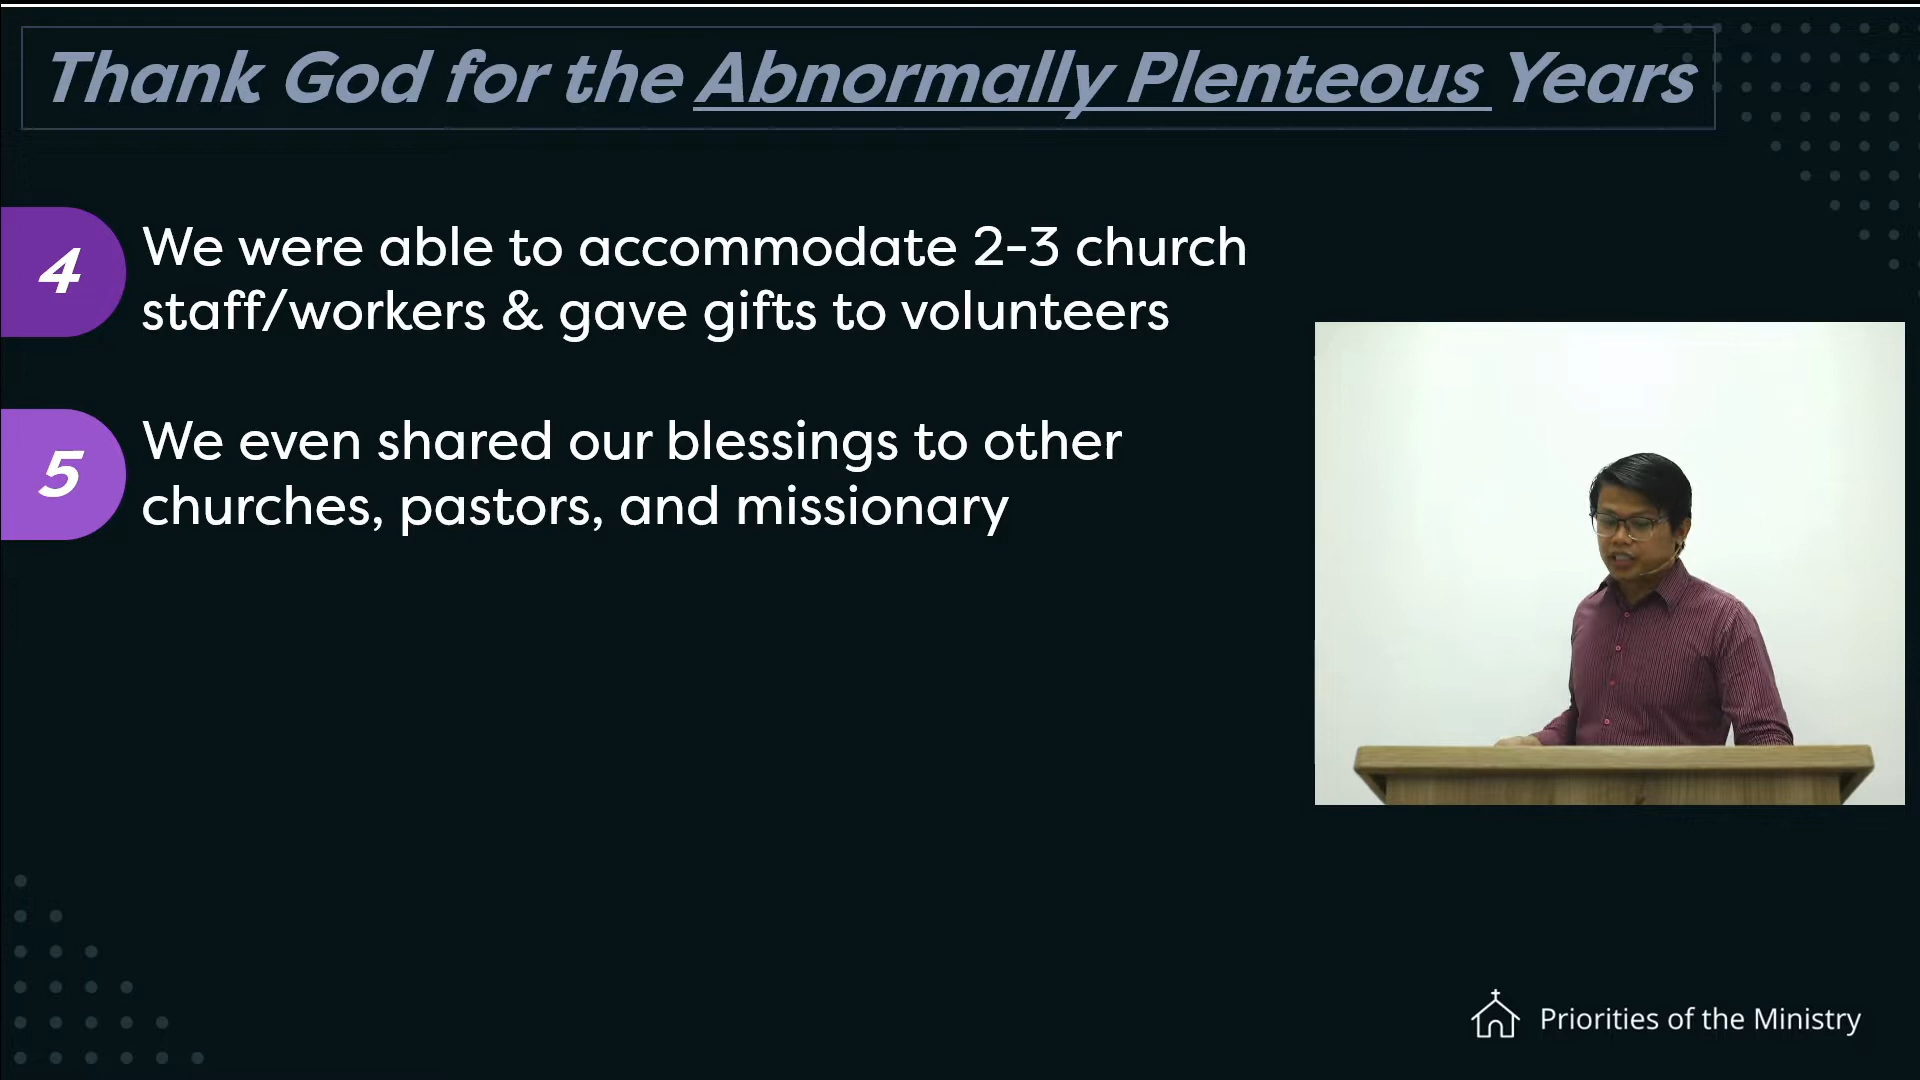 Thank God for the Abnormally Plenteous Years
4
We were able to accommodate 2-3 church
staff/workers & gave gifts to volunteers
5
We even shared our blessings to other
churches, pastors, and missionary
Priorities of the Ministry